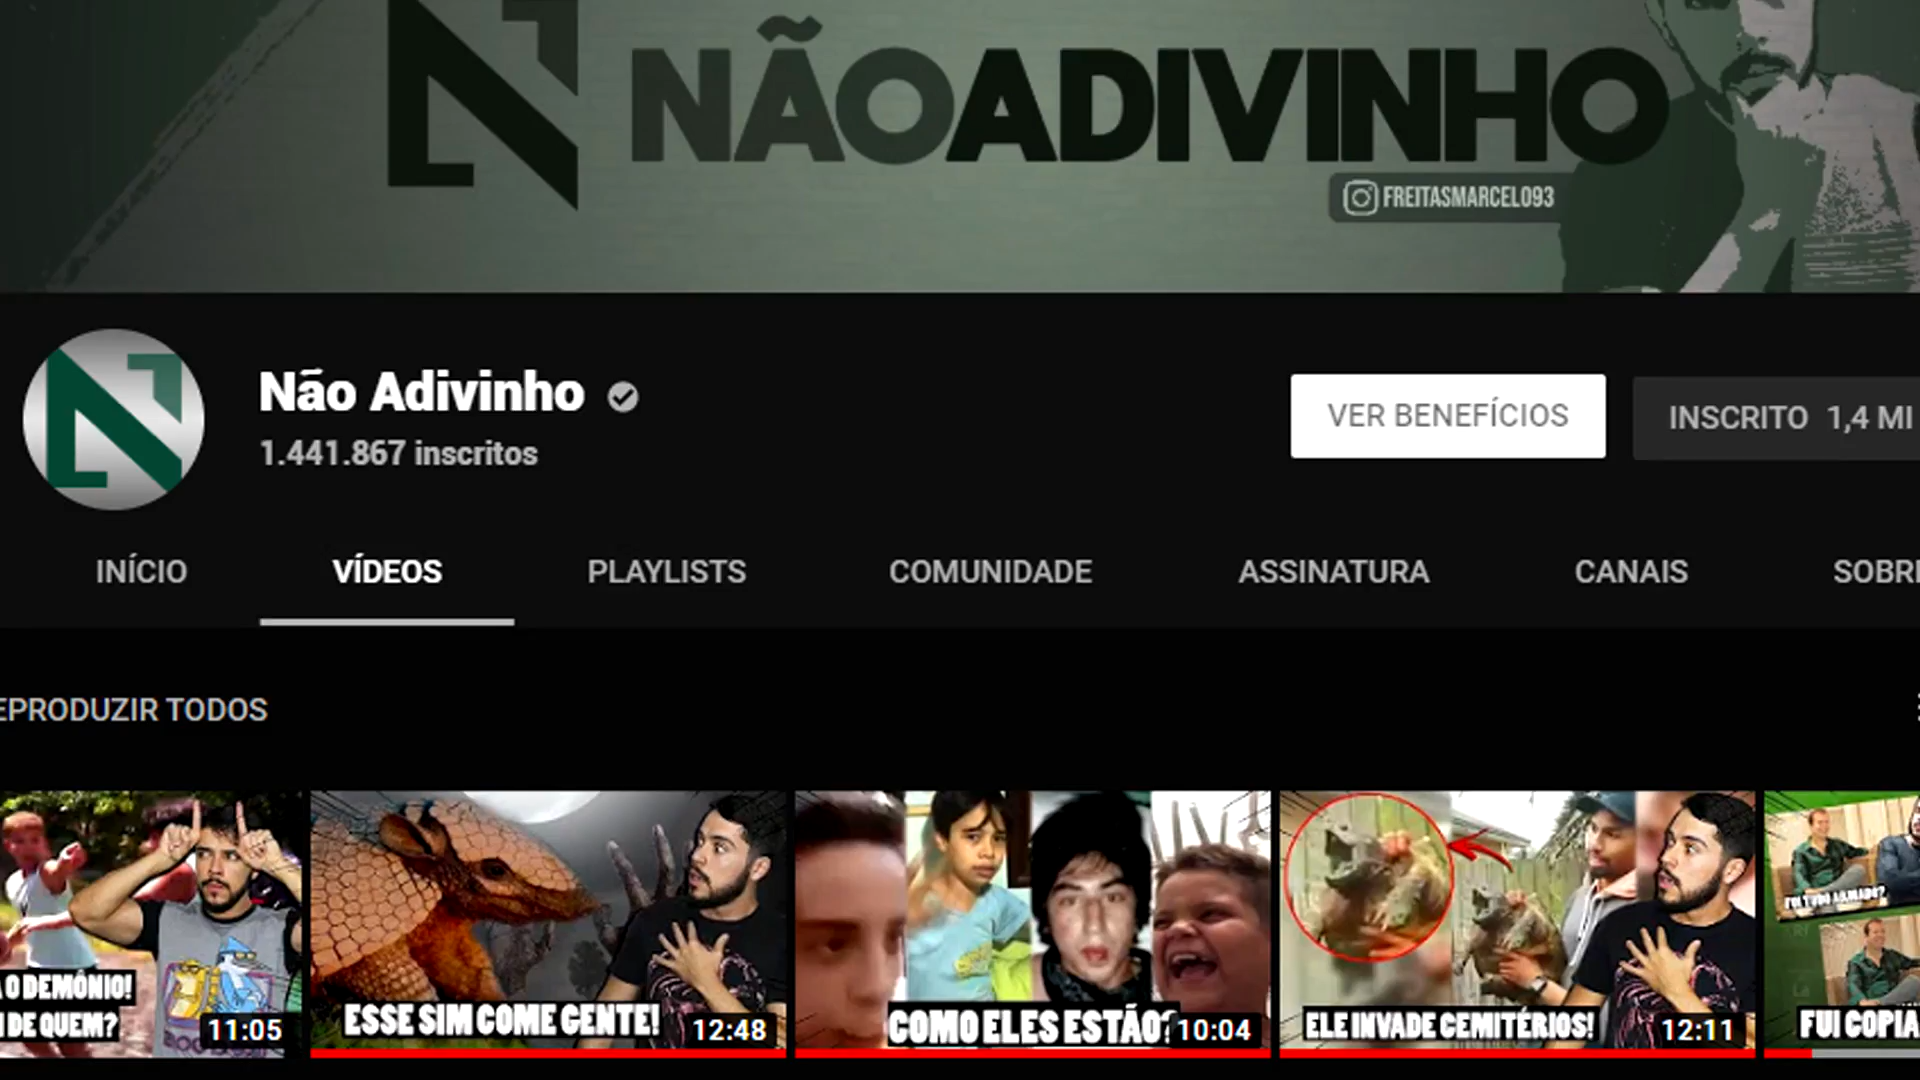 NÃOADIVINHO
FREITASMARCELO93
Não Adivinho
1.441.867 inscritos
VER BENEFÍCIOS
INSCRITO 1,4 MI
INÍCIO
VÍDEOS
PLAYLISTS
COMUNIDADE
ASSINATURA
CANAIS
SOBRE
EPRODUZIR TODOS
O DEMÔNIO!
DE QUEM?
11:05
ESSE SIM COME GENTE!
12:48
COMO ELES ESTÃO?
10:04
ELE INVADE CEMITÉRIOS!
12:11
FUI COPIA